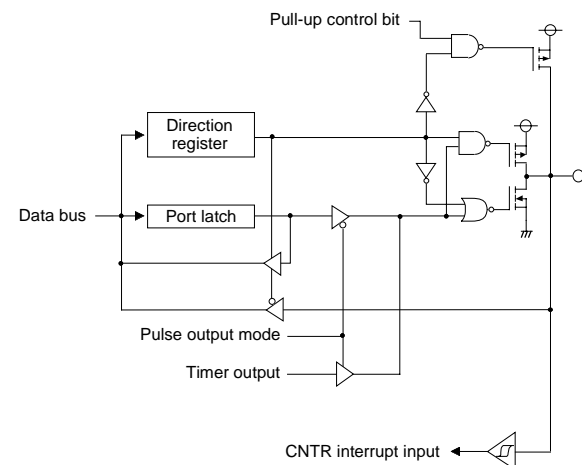 Pull-up control bit
Direction
register
Data bus
Port latch
Pulse output mode
Timer output
CNTR interrupt input